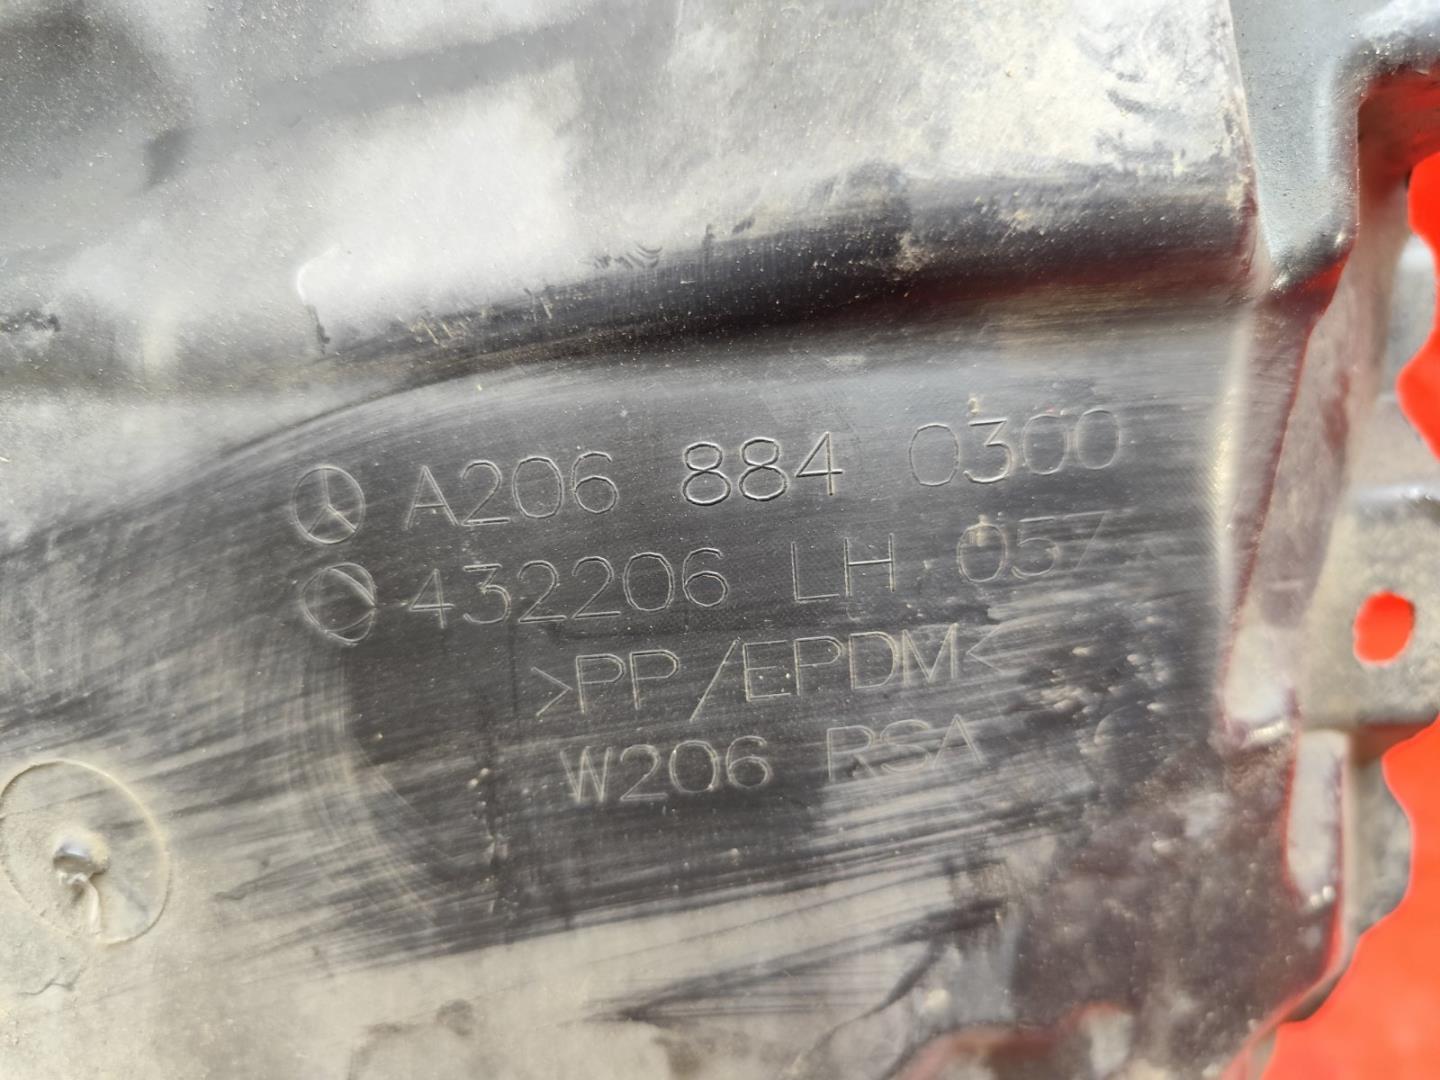 A206 884 0300
432206 LH 057
>PP/EPDM<
W206 RSA